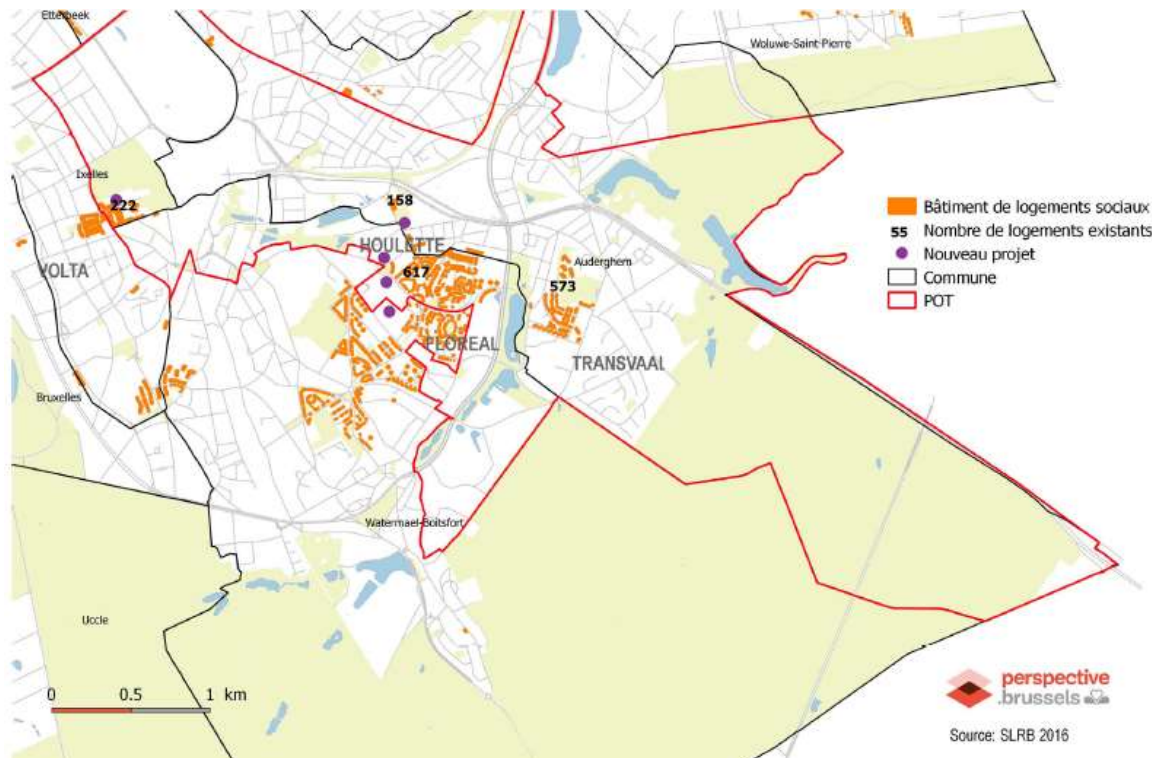 Etterbeek
Woluwe-Saint-Pierre
Ixelles
222
158
HOULETTE
VOLTA
617
Auderghem
573
FLOREAL
TRANSVAAL
Bruxelles
Watermael-Boitsfort
Uccle
Bâtiment de logements sociaux
55 Nombre de logements existants
Nouveau projet
Commune
POT
0 0.5 1 km
perspective
.brussels
Source: SLRB 2016